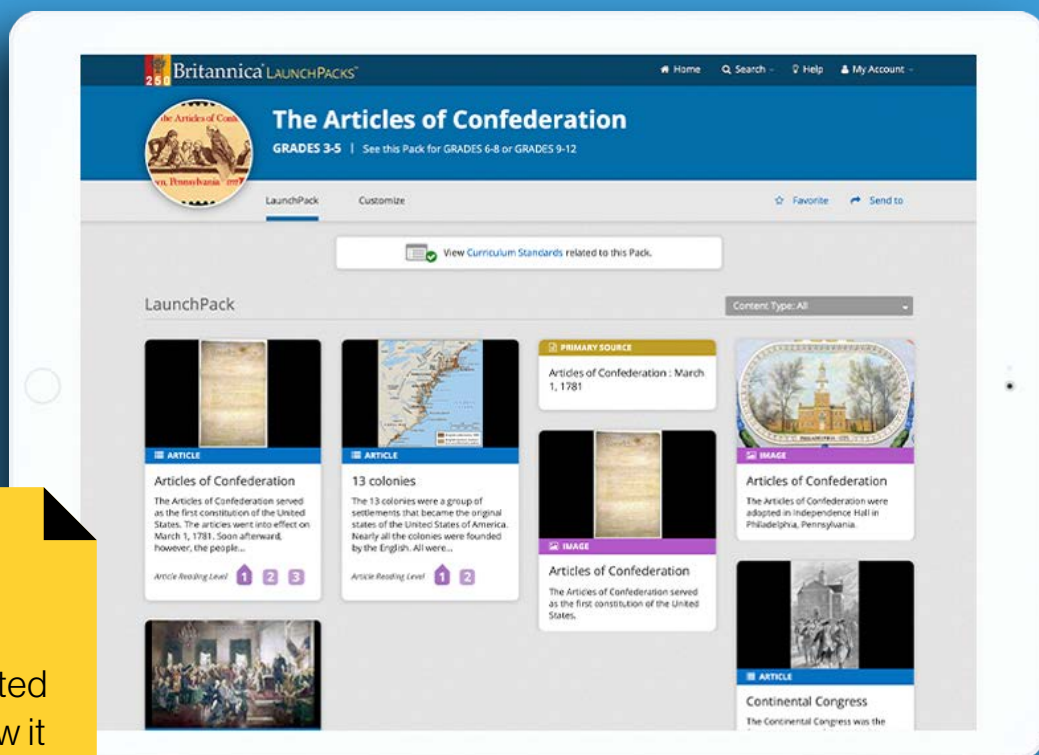 250 Britannica® LAUNCHPACKS™
Home Search Help My Account
The Articles of Confederation
GRADES 3-5 | See this Pack for GRADES 6-8 or GRADES 9-12
LaunchPack Customize
Favorite Send to
View Curriculum Standards related to this Pack.
LaunchPack
Content Type: All
ARTICLE
Articles of Confederation
The Articles of Confederation served
as the first constitution of the United
States. The articles went into effect on
March 1, 1781. Soon afterward,
however, the people...
Article Reading Level 1 2 3
ARTICLE
13 colonies
The 13 colonies were a group of
settlements that became the original
states of the United States of America.
Nearly all the colonies were founded
by the English. All were...
Article Reading Level 1 2
PRIMARY SOURCE
Articles of Confederation : March
1, 1781
IMAGE
Articles of Confederation
The Articles of Confederation served
as the first constitution of the United
States.
IMAGE
Articles of Confederation
The Articles of Confederation were
adopted in Independence Hall in
Philadelphia, Pennsylvania.
ARTICLE
Continental Congress
The Continental Congress was the